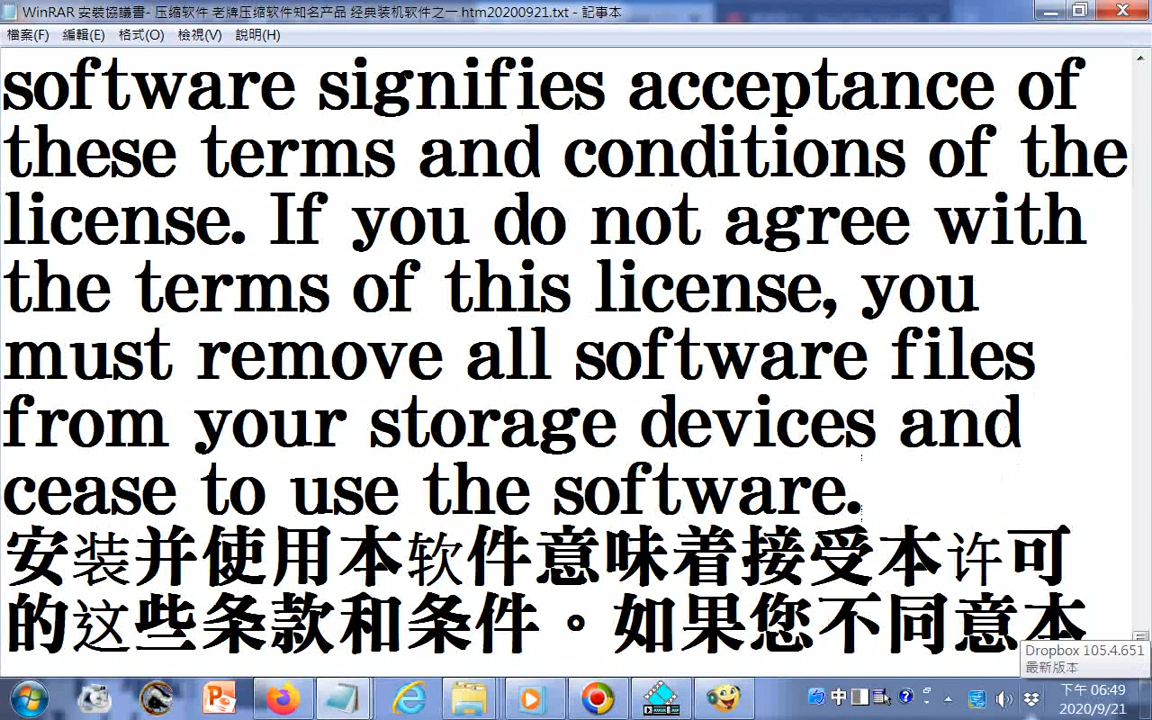 WinRAR 安裝協議書- 压缩软件 老牌压缩软件知名产品 经典装机软件之一.htm20200921.txt - 記事本
檔案(F) 編輯(E) 格式(O) 檢視(V) 說明(H)
software signifies acceptance of
these terms and conditions of the
license. If you do not agree with
the terms of this license, you
must remove all software files
from your storage devices and
cease to use the software.
安装并使用本软件意味着接受本许可
的这些条款和条件。如果您不同意本
Dropbox 105.4.651
最新版本
中
下午 06:49
2020/9/21